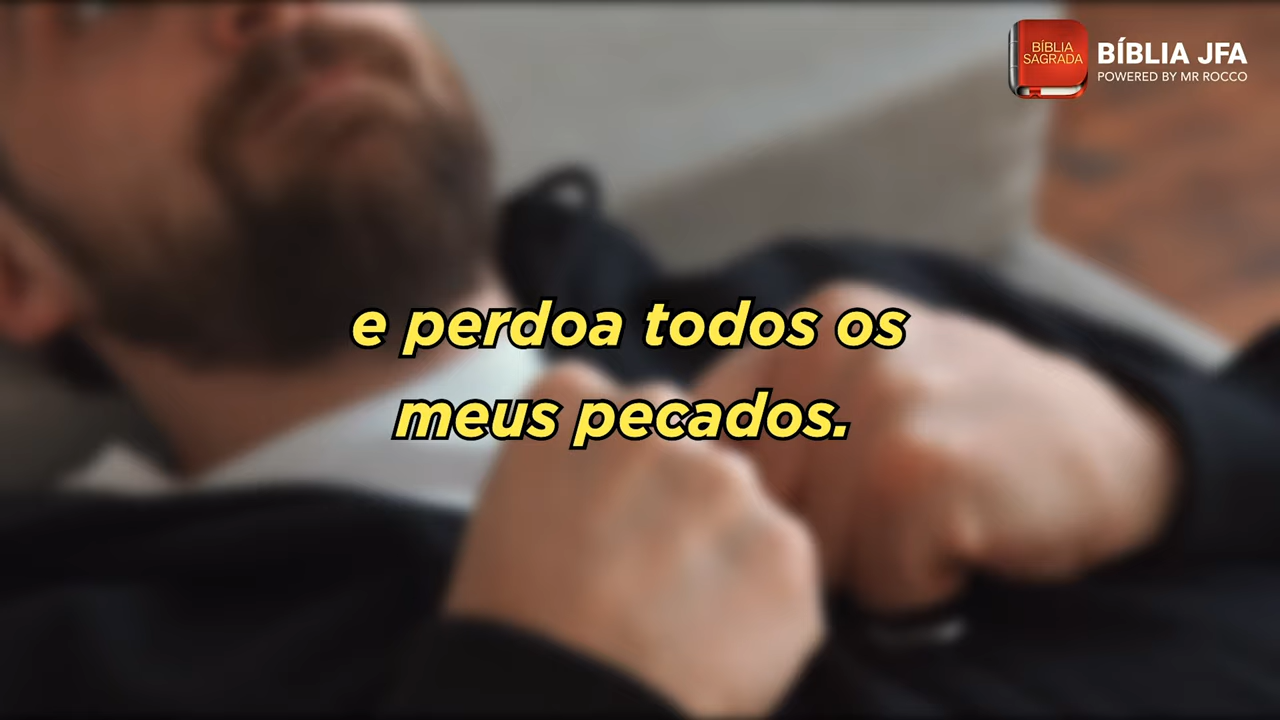 BÍBLIA
SAGRADA
BÍBLIA JFA
POWERED BY MR ROCCO
e perdoa todos os
meus pecados.